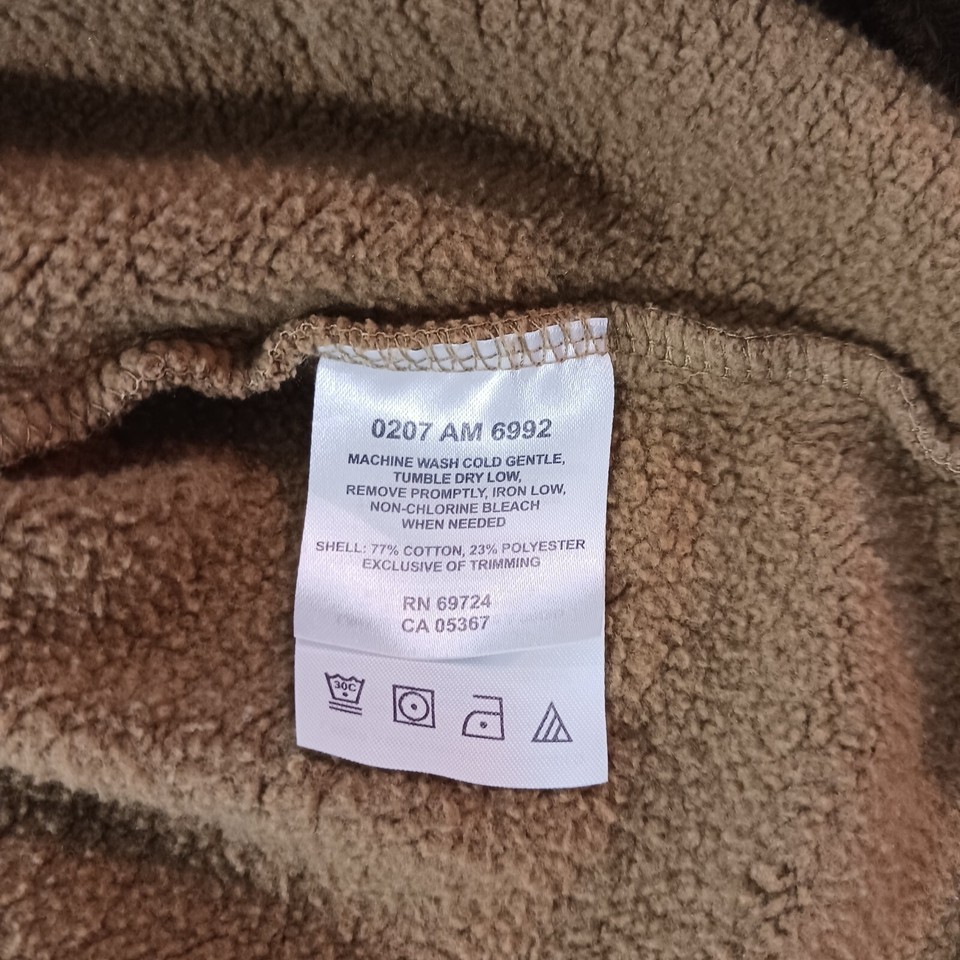 0207 AM 6992
MACHINE WASH COLD GENTLE,
TUMBLE DRY LOW,
REMOVE PROMPTLY, IRON LOW,
NON-CHLORINE BLEACH
WHEN NEEDED
SHELL: 77% COTTON, 23% POLYESTER
EXCLUSIVE OF TRIMMING
RN 69724
CA 05367
30C